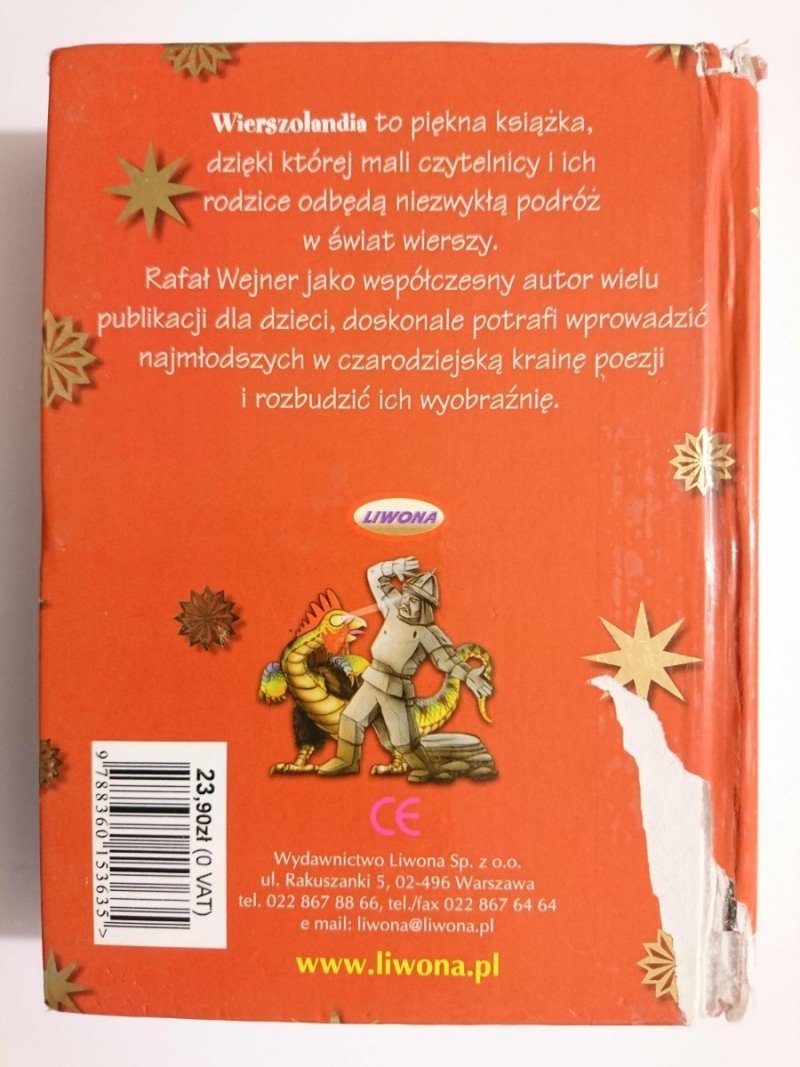 Wierszolandia to piękna książka,
dzięki której mali czytelnicy i ich
rodzice odbędą niezwykłą podróż
w świat wierszy.
Rafał Wejner jako współczesny autor wielu
publikacji dla dzieci, doskonale potrafi wprowadzić
najmłodszych w czarodziejską krainę poezji
i rozbudzić ich wyobraźnię.
LIWONA
23,90zł (0 VAT)
9 788360 153635 >
CE
Wydawnictwo Liwona Sp. z o.o.
ul. Rakuszanki 5, 02-496 Warszawa
tel. 022 867 88 66, tel./fax 022 867 64 64
e mail: liwona@liwona.pl
www.liwona.pl